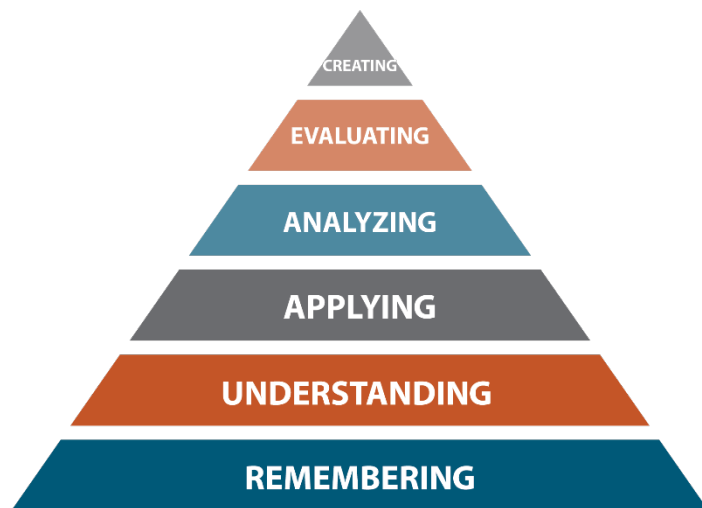 CREATING
EVALUATING
ANALYZING
APPLYING
UNDERSTANDING
REMEMBERING